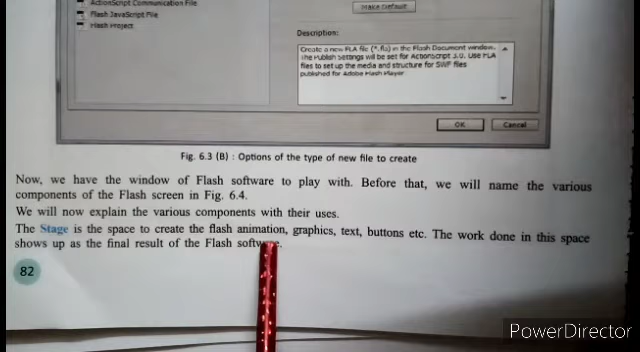 ActionScript Communication File
Flash JavaScript File
Flash Project
Make Default
Description:
Create a new FLA file (*.fla) in the Flash Document window.
The Publish Settings will be set for ActionScript 3.0. Use FLA
files to set up the media and structure for SWF files
published for Adobe Flash Player
OK
Cancel
Fig. 6.3 (B) : Options of the type of new file to create
Now, we have the window of Flash software to play with. Before that, we will name the various
components of the Flash screen in Fig. 6.4.
We will now explain the various components with their uses.
The Stage is the space to create the flash animation, graphics, text, buttons etc. The work done in this space
shows up as the final result of the Flash software.
82
PowerDirector